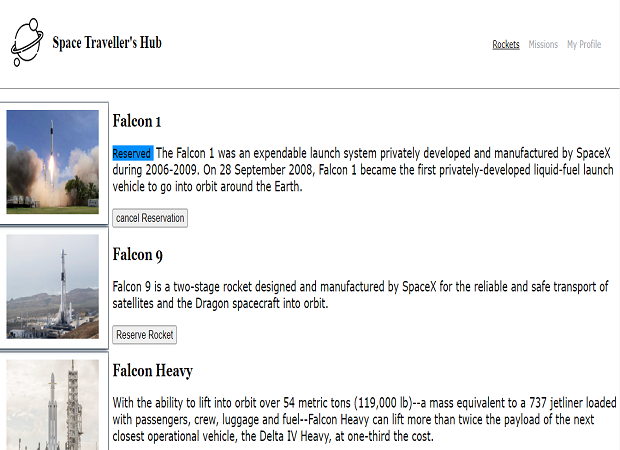 Space Traveller's Hub
Rockets Missions My Profile
Falcon 1
Reserved The Falcon 1 was an expendable launch system privately developed and manufactured by SpaceX
during 2006-2009. On 28 September 2008, Falcon 1 became the first privately-developed liquid-fuel launch
vehicle to go into orbit around the Earth.
cancel Reservation
Falcon 9
Falcon 9 is a two-stage rocket designed and manufactured by SpaceX for the reliable and safe transport of
satellites and the Dragon spacecraft into orbit.
Reserve Rocket
Falcon Heavy
With the ability to lift into orbit over 54 metric tons (119,000 lb)--a mass equivalent to a 737 jetliner loaded
with passengers, crew, luggage and fuel--Falcon Heavy can lift more than twice the payload of the next
closest operational vehicle, the Delta IV Heavy, at one-third the cost.